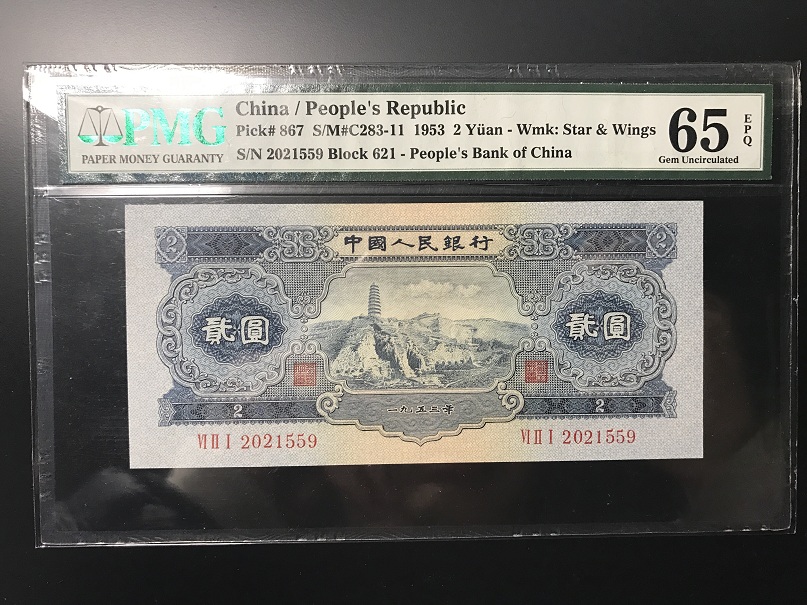 PMG
PAPER MONEY GUARANTY
China / People's Republic
Pick# 867 S/M#C283-11 1953 2 Yüan - Wmk: Star & Wings
S/N 2021559 Block 621 - People's Bank of China
65
EPQ
Gem Uncirculated
2
中國人民銀行
2
貳圓
貳圓
一九五三年
2
2
VI II I 2021559
VI II I 2021559